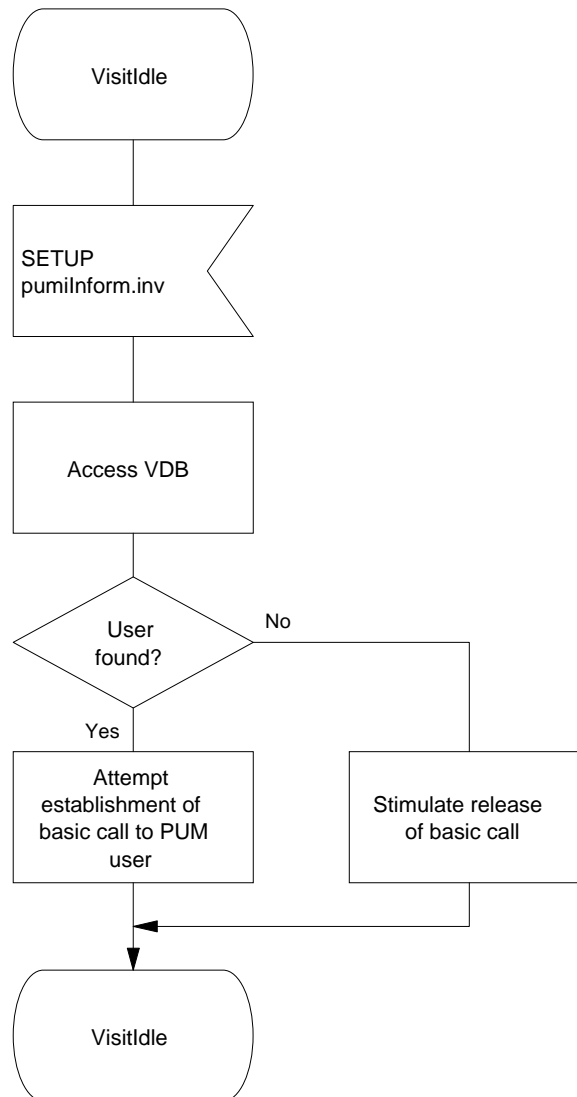 VisitIdle
SETUP
pumiInform.inv
Access VDB
User
found?
No
Yes
Attempt
establishment of
basic call to PUM
user
Stimulate release
of basic call
VisitIdle